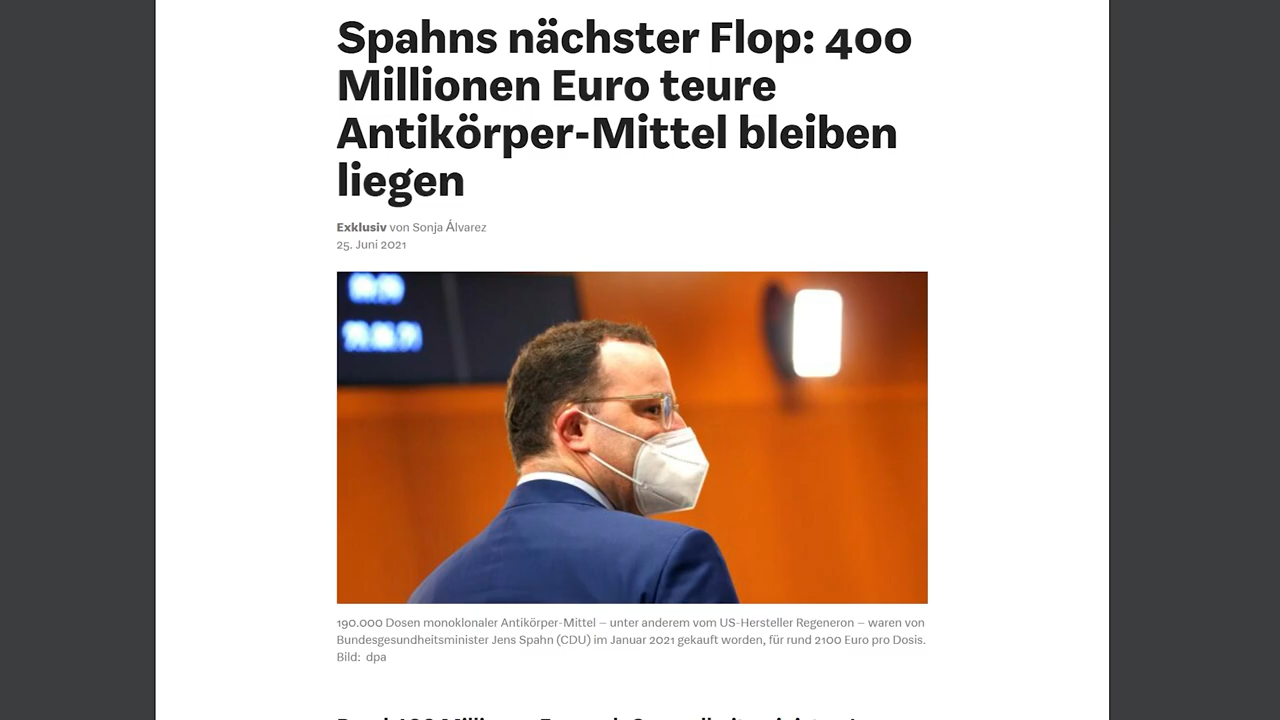 Spahns nächster Flop: 400
Millionen Euro teure
Antikörper-Mittel bleiben
liegen
Exklusiv von Sonja Álvarez
25. Juni 2021
190.000 Dosen monoklonaler Antikörper-Mittel – unter anderem vom US-Hersteller Regeneron – waren von
Bundesgesundheitsminister Jens Spahn (CDU) im Januar 2021 gekauft worden, für rund 2100 Euro pro Dosis.
Bild: dpa